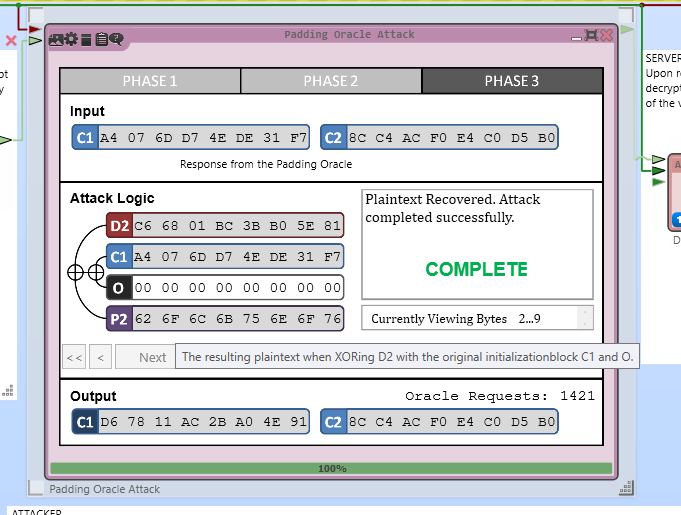 Padding Oracle Attack
ot
y
SERVER
Upon re
decrypt
of the v
PHASE 1 PHASE 2 PHASE 3
Input
C1 A4 07 6D D7 4E DE 31 F7 C2 8C C4 AC F0 E4 C0 D5 B0
Response from the Padding Oracle
Attack Logic
Plaintext Recovered. Attack
completed successfully.
COMPLETE
D2 C6 68 01 BC 3B B0 5E 81
C1 A4 07 6D D7 4E DE 31 F7
O 00 00 00 00 00 00 00 00
P2 62 6F 6C 6B 75 6E 6F 76
Currently Viewing Bytes 2...9
<< < Next
The resulting plaintext when XORing D2 with the original initializationblock C1 and O.
Output
Oracle Requests: 1421
C1 D6 78 11 AC 2B A0 4E 91 C2 8C C4 AC F0 E4 C0 D5 B0
100%
Padding Oracle Attack
A
D
ATTACKER